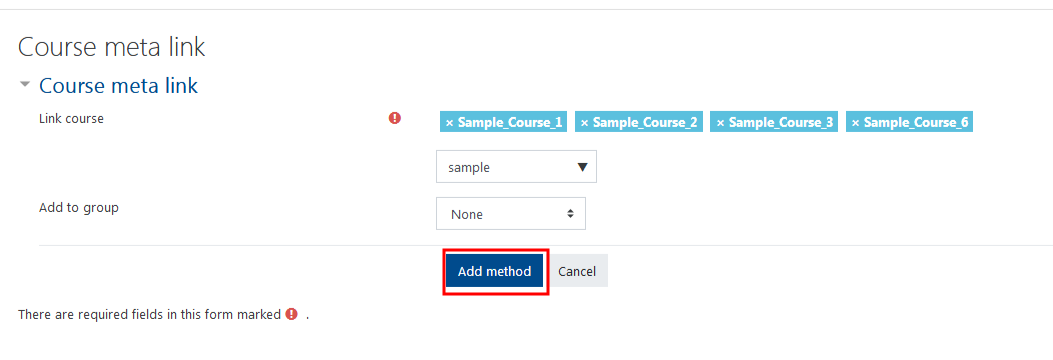 Course meta link
Course meta link
Link course
× Sample_Course_1 × Sample_Course_2 × Sample_Course_3 × Sample_Course_6
sample
Add to group
None
Add method Cancel
There are required fields in this form marked .